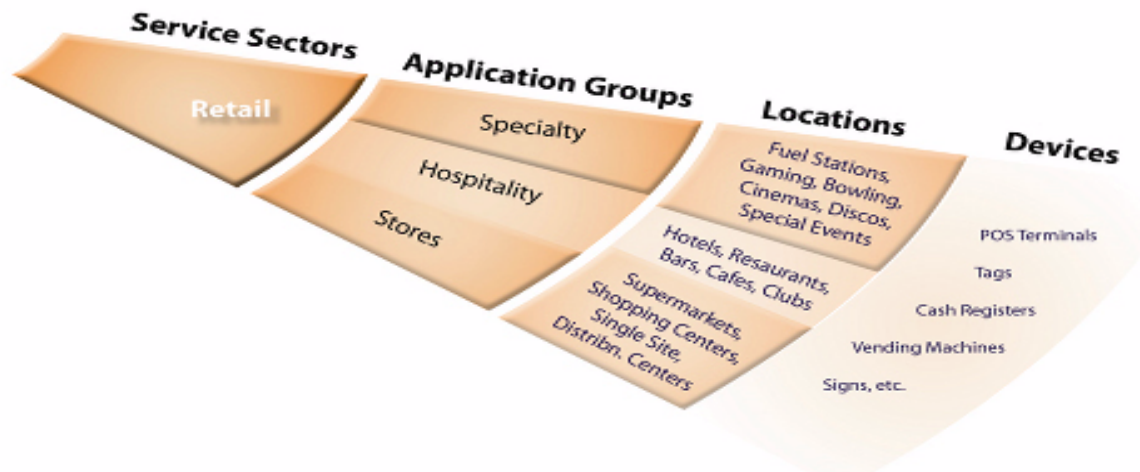 Service Sectors
Retail
Application Groups
Specialty
Hospitality
Stores
Locations
Fuel Stations,
Gaming, Bowling,
Cinemas, Discos,
Special Events
Hotels, Resaurants,
Bars, Cafes, Clubs
Supermarkets,
Shopping Centers,
Single Site,
Distribn. Centers
Devices
POS Terminals
Tags
Cash Registers
Vending Machines
Signs, etc.